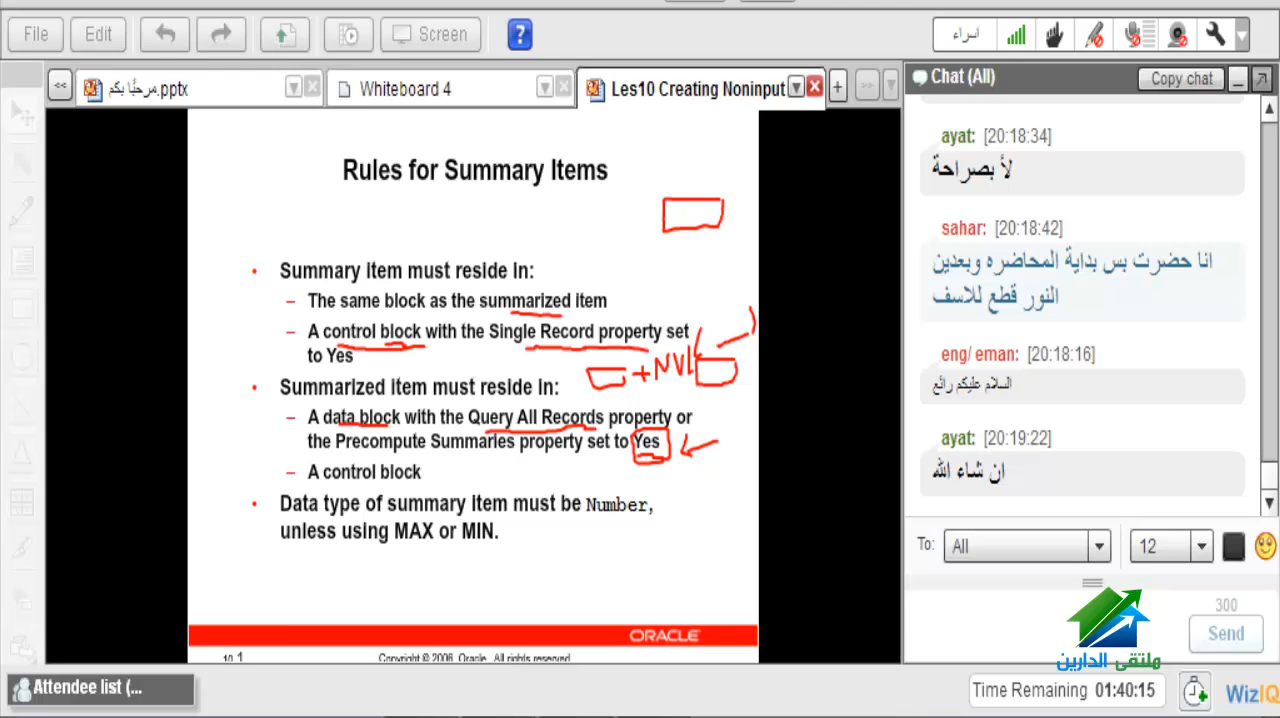 File
Edit
Screen
?
اسراء
<<
مرحبًا بكم.pptx
Whiteboard 4
Les10 Creating Noninput
+
>>
Chat (All)
Copy chat
Rules for Summary Items
• Summary item must reside in:
– The same block as the summarized item
– A control block with the Single Record property set
to Yes
+ NVL( )
• Summarized item must reside in:
– A data block with the Query All Records property or
the Precompute Summaries property set to Yes
– A control block
• Data type of summary item must be Number,
unless using MAX or MIN.
ORACLE
10.1
Copyright © 2006, Oracle. All rights reserved.
ayat: [20:18:34]
لأ بصراحة
sahar: [20:18:42]
انا حضرت بس بداية المحاضره وبعدين
النور قطع للاسف
eng/ eman: [20:18:16]
السلام عليكم رائع
ayat: [20:19:22]
ان شاء الله
To: All
12
300
Send
ملتقى الدارين
Attendee list (...
Time Remaining 01:40:15
WizIQ